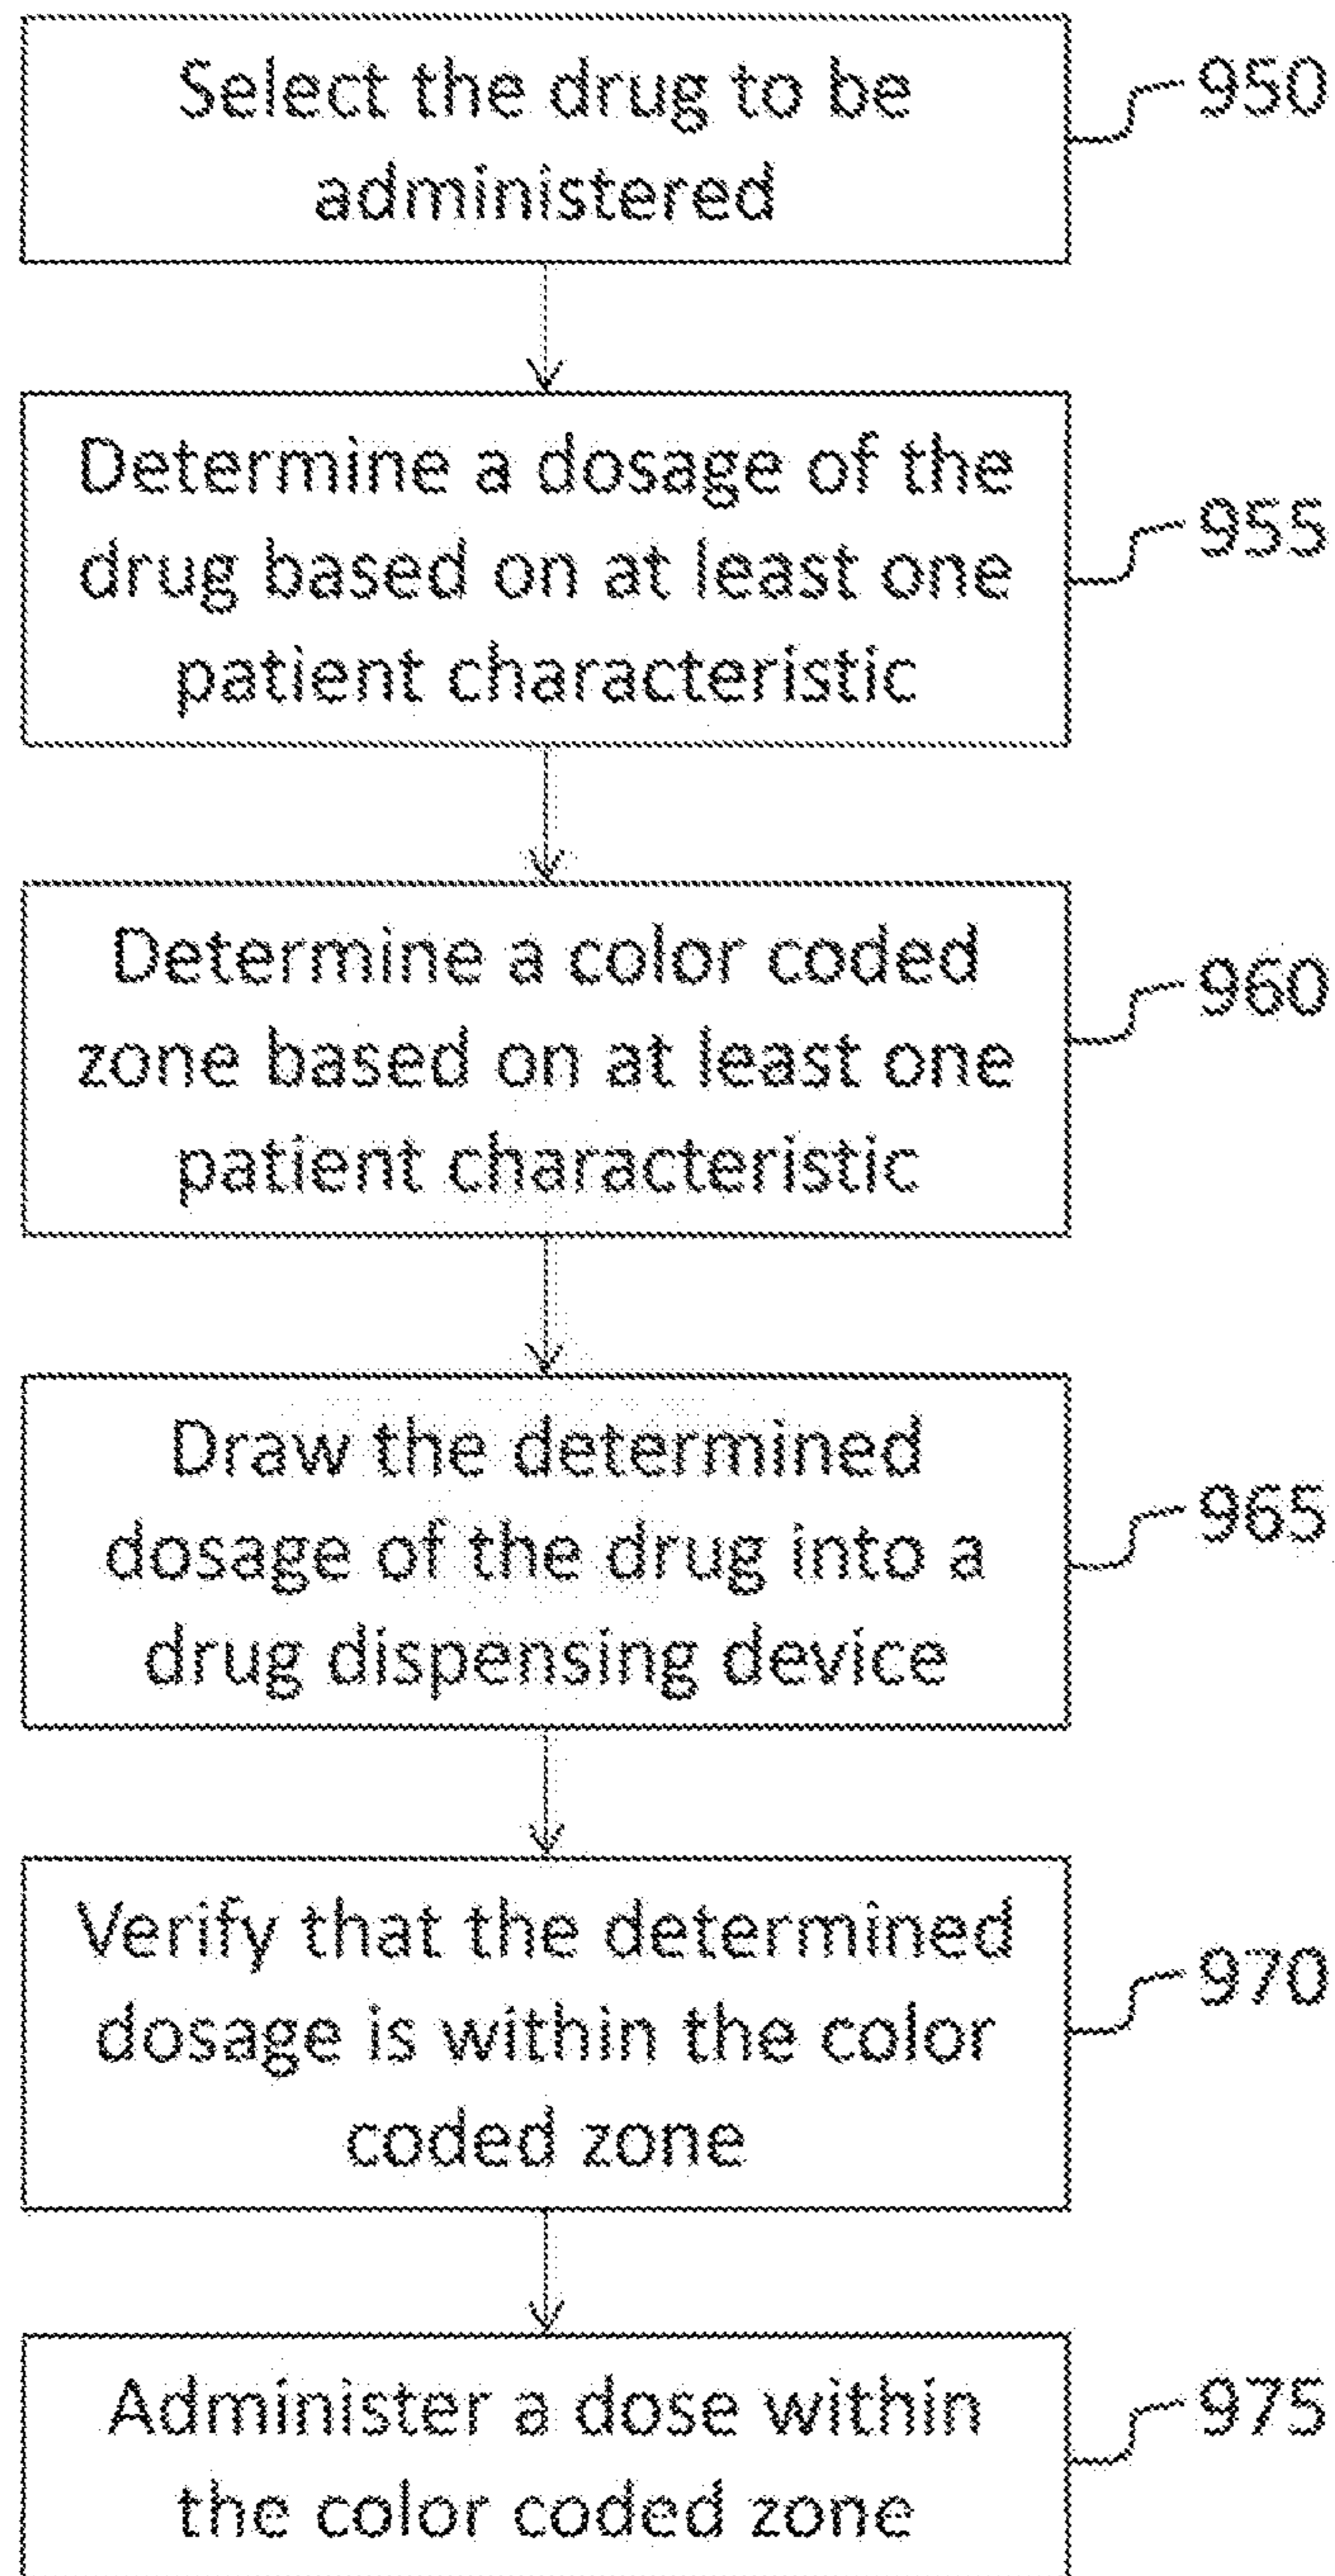 Select the drug to be
administered
950
Determine a dosage of the
drug based on at least one
patient characteristic
955
Determine a color coded
zone based on at least one
patient characteristic
960
Draw the determined
dosage of the drug into a
drug dispensing device
965
Verify that the determined
dosage is within the color
coded zone
970
Administer a dose within
the color coded zone
975